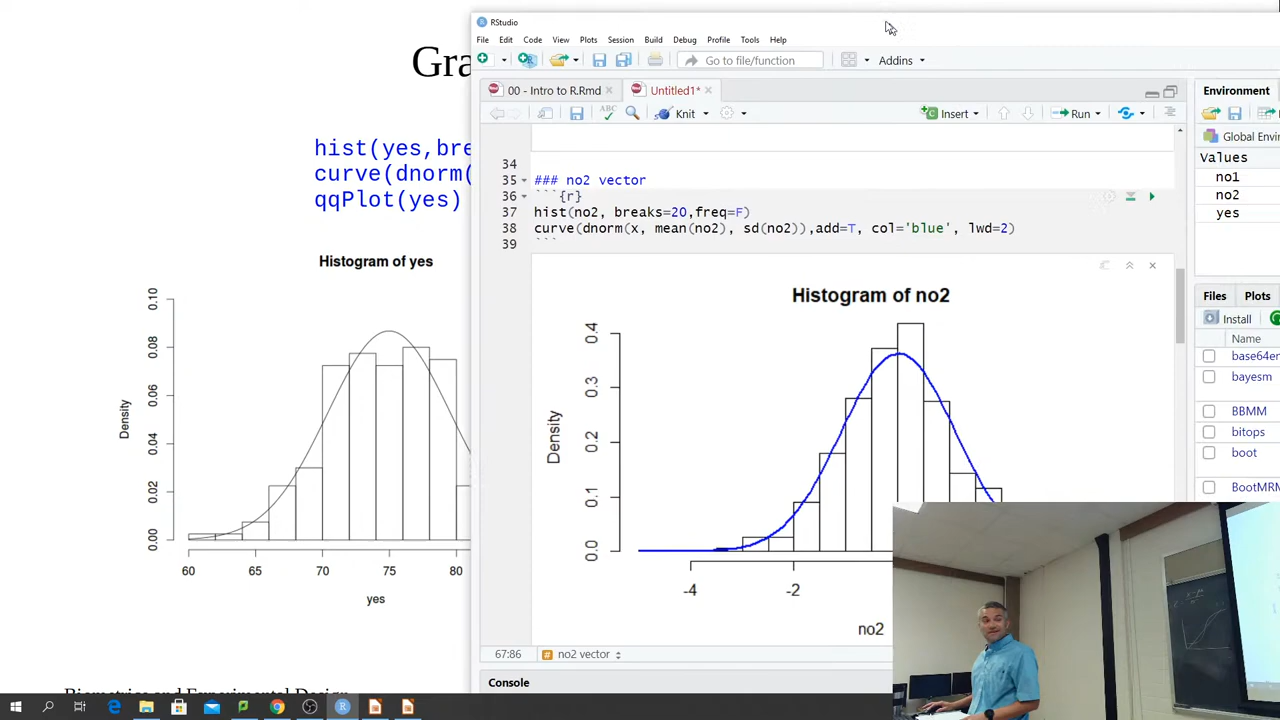 Gra
hist(yes,bre
curve(dnorm(
qqPlot(yes)
Histogram of yes
0.10
0.08
0.06
0.04
0.02
0.00
Density
60 65 70 75 80
yes
RStudio
File Edit Code View Plots Session Build Debug Profile Tools Help
Go to file/function
Addins
00 - Intro to R.Rmd
Untitled1*
Knit
Insert
Run
34
35 ### no2 vector
36 ```{r}
37 hist(no2, breaks=20,freq=F)
38 curve(dnorm(x, mean(no2), sd(no2)),add=T, col='blue', lwd=2)
39 ```
Histogram of no2
0.4
0.3
0.2
0.1
0.0
Density
-4 -2
no2
67:86
no2 vector
Console
Environment
Global Envir
Values
no1
no2
yes
Files Plots
Install
Name
base64en
bayesm
BBMM
bitops
boot
BootMRM
Biometrics and Experimental Design